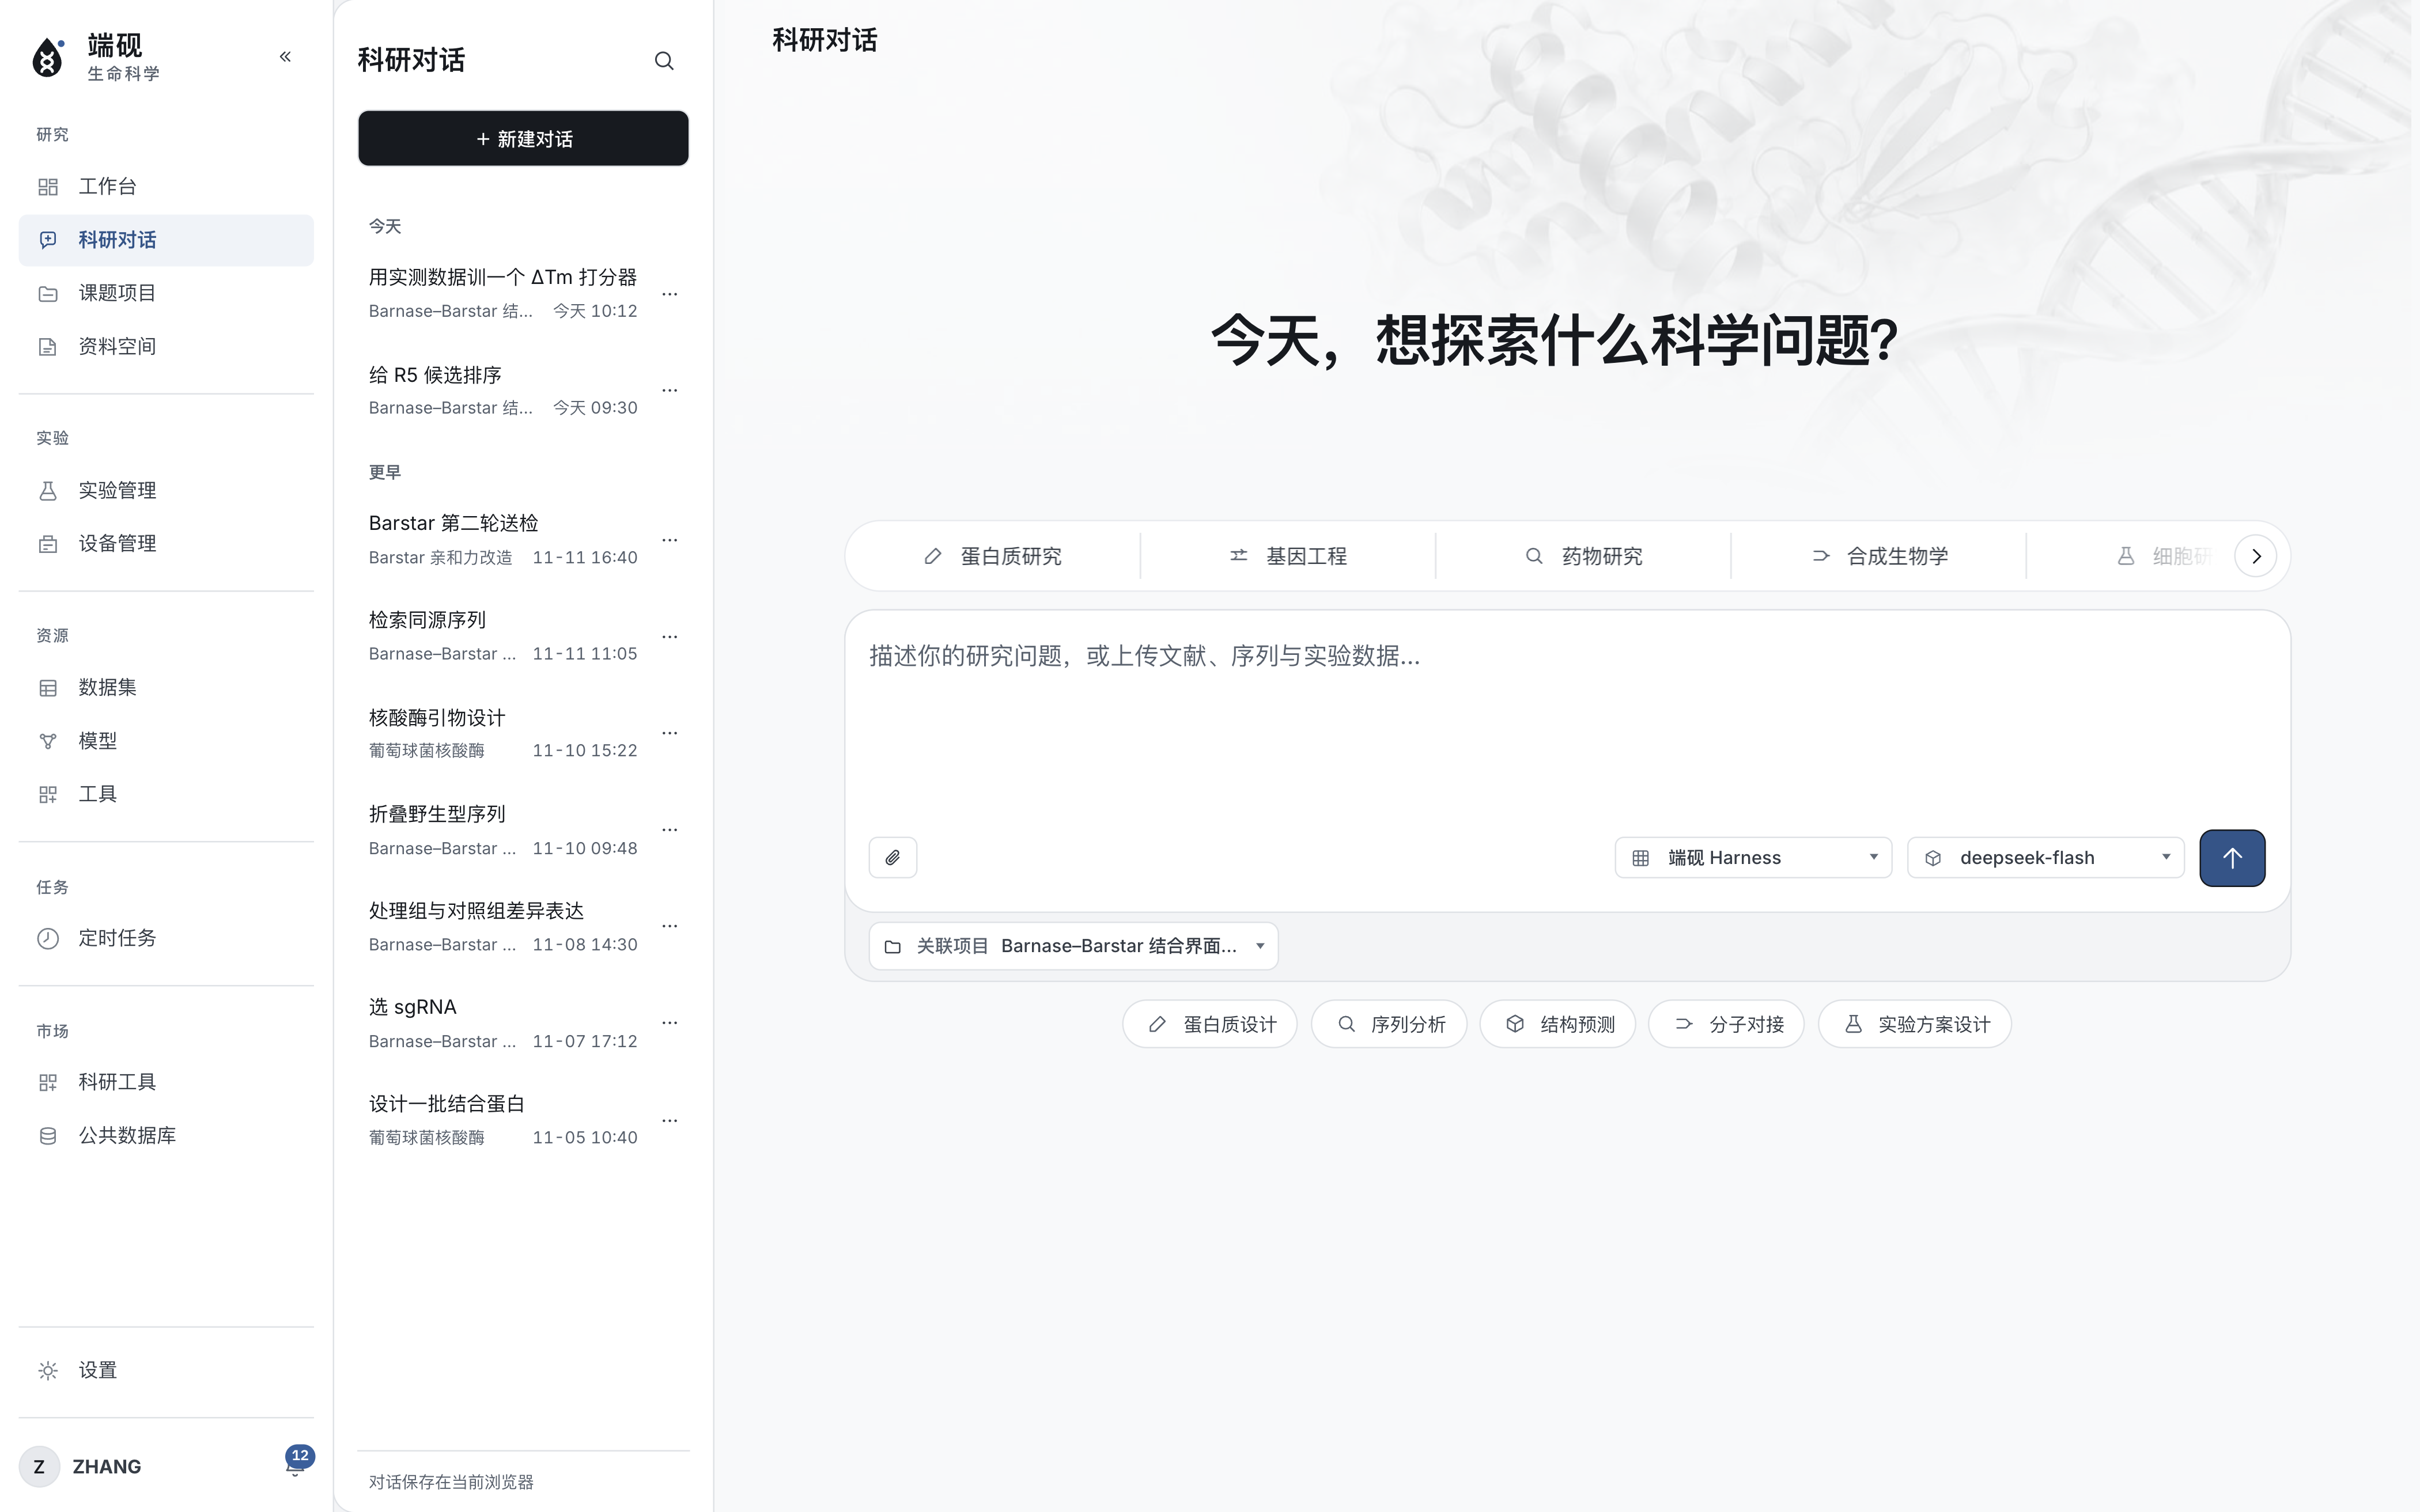 端砚
生命科学
研究
工作台
科研对话
课题项目
资料空间
实验
实验管理
设备管理
资源
数据集
模型
工具
任务
定时任务
市场
科研工具
公共数据库
设置
Z ZHANG 12
科研对话
+ 新建对话
今天
用实测数据训一个 ΔTm 打分器
Barnase–Barstar 结... 今天 10:12
给 R5 候选排序
Barnase–Barstar 结... 今天 09:30
更早
Barstar 第二轮送检
Barstar 亲和力改造 11-11 16:40
检索同源序列
Barnase–Barstar ... 11-11 11:05
核酸酶引物设计
葡萄球菌核酸酶 11-10 15:22
折叠野生型序列
Barnase–Barstar ... 11-10 09:48
处理组与对照组差异表达
Barnase–Barstar ... 11-08 14:30
选 sgRNA
Barnase–Barstar ... 11-07 17:12
设计一批结合蛋白
葡萄球菌核酸酶 11-05 10:40
对话保存在当前浏览器
科研对话
今天，想探索什么科学问题?
蛋白质研究 基因工程 药物研究 合成生物学 细胞研
描述你的研究问题，或上传文献、序列与实验数据...
端砚 Harness deepseek-flash
关联项目 Barnase–Barstar 结合界面...
蛋白质设计 序列分析 结构预测 分子对接 实验方案设计